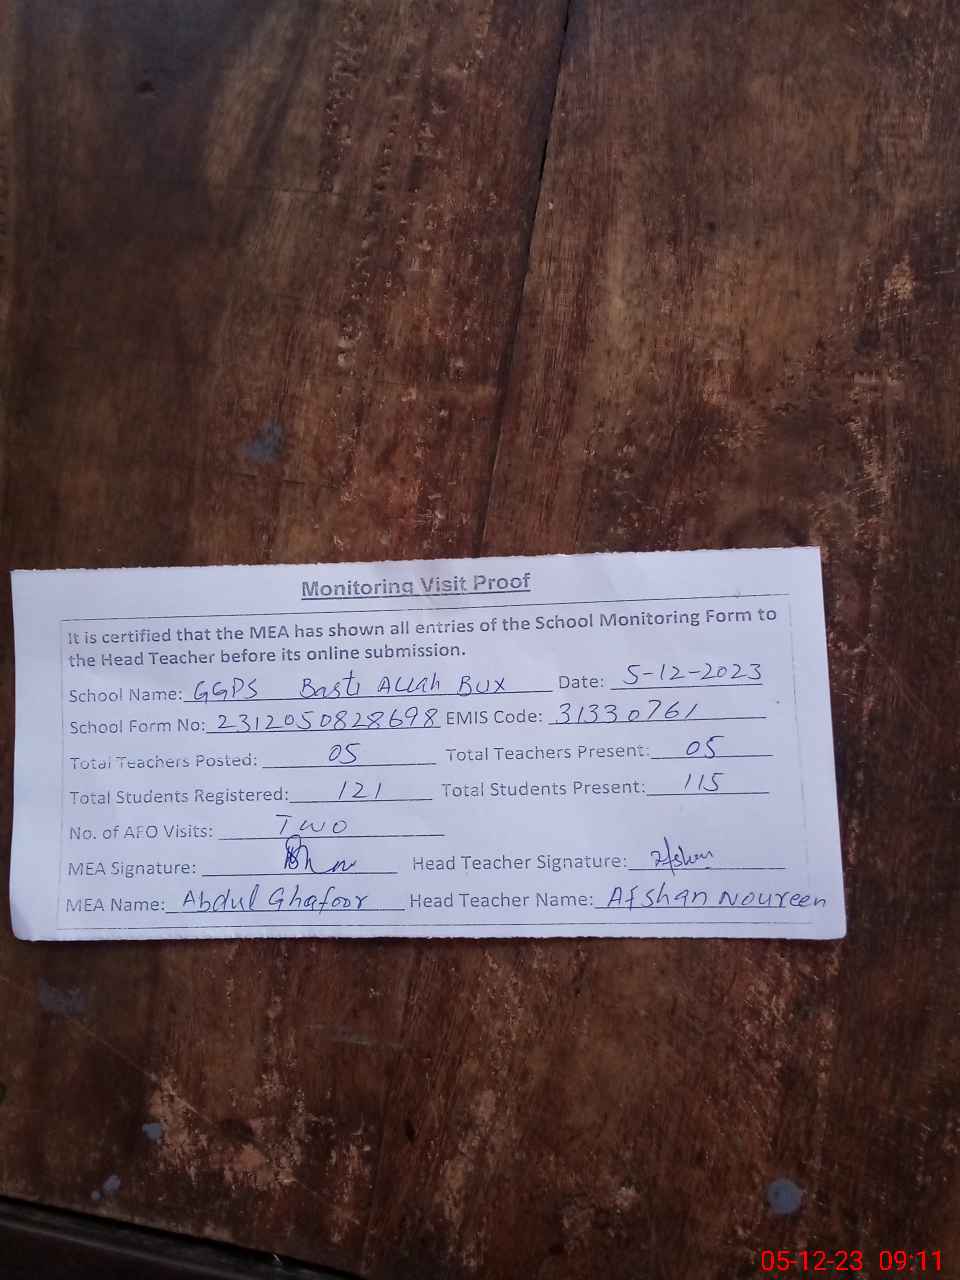 Monitoring Visit Proof
It is certified that the MEA has shown all entries of the School Monitoring Form to
the Head Teacher before its online submission.
School Name: GGPS Basti Allah Bux Date: 5-12-2023
School Form No: 2312050828698 EMIS Code: 31330761
Total Teachers Posted: 05 Total Teachers Present: 05
Total Students Registered: 121 Total Students Present: 115
No. of AEO Visits: Two
MEA Signature: Head Teacher Signature: Afshan
MEA Name: Abdul Ghafoor Head Teacher Name: Afshan Noureen
05-12-23 09:11